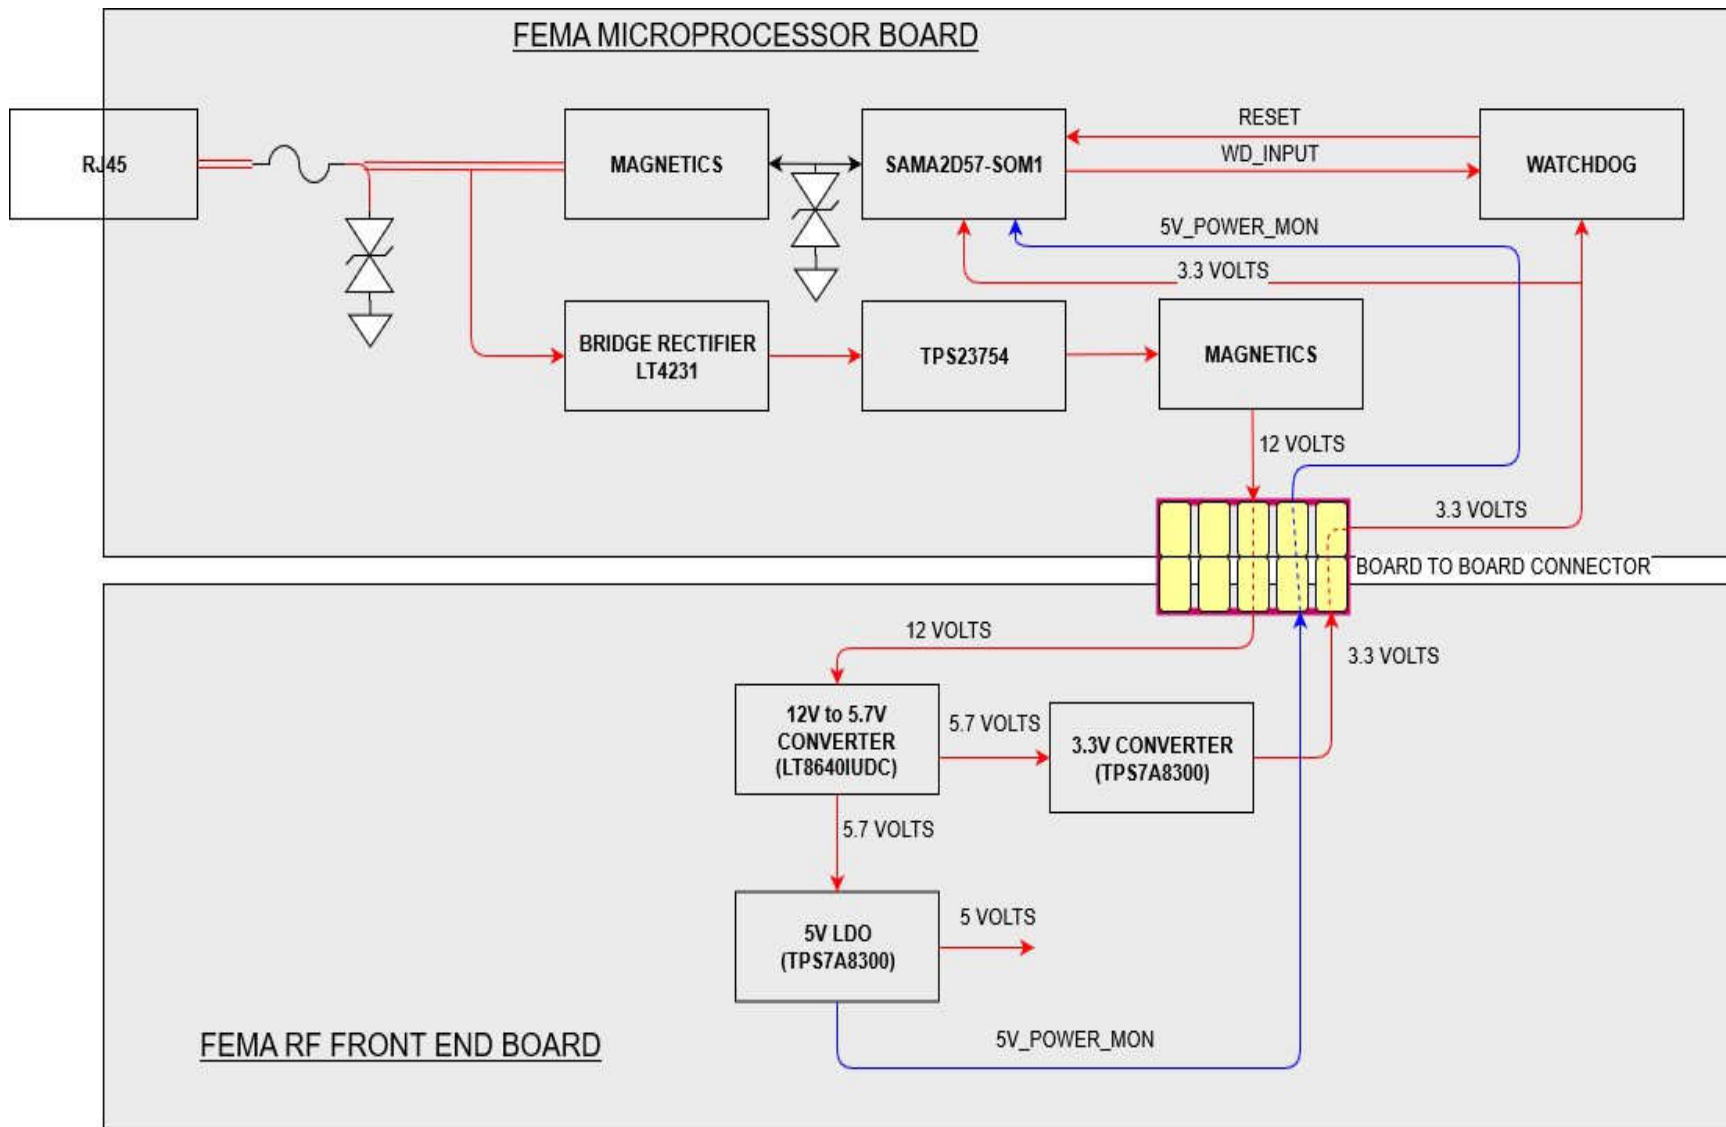 FEMA MICROPROCESSOR BOARD
RJ45
MAGNETICS
SAMA2D57-SOM1
RESET
WD_INPUT
WATCHDOG
5V_POWER_MON
3.3 VOLTS
BRIDGE RECTIFIER
LT4231
TPS23754
MAGNETICS
12 VOLTS
3.3 VOLTS
BOARD TO BOARD CONNECTOR
12 VOLTS
3.3 VOLTS
12V to 5.7V
CONVERTER
(LT8640IUDC)
5.7 VOLTS
3.3V CONVERTER
(TPS7A8300)
5.7 VOLTS
5V LDO
(TPS7A8300)
5 VOLTS
5V_POWER_MON
FEMA RF FRONT END BOARD